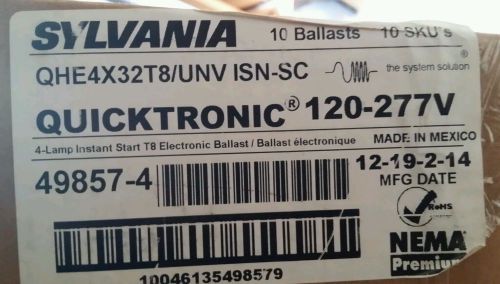 SYLVANIA 10 Ballasts 10 SKU's
QHE4X32T8/UNV ISN-SC the system solution®
QUICKTRONIC® 120-277V
4-Lamp Instant Start T8 Electronic Ballast / Ballast électronique MADE IN MEXICO
49857-4 12-19-2-14
MFG DATE
RoHS
NEMA
Premium
10046135498579